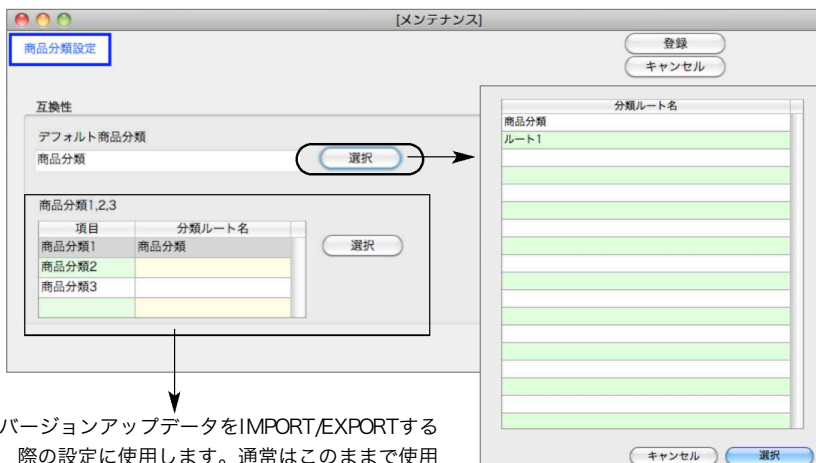 [メンテナンス]
商品分類設定
登録
キャンセル
互換性
デフォルト商品分類
商品分類
選択
商品分類1,2,3
項目 分類ルート名
商品分類1 商品分類
商品分類2
商品分類3
選択
分類ルート名
商品分類
ルート1
キャンセル 選択
バージョンアップデータをIMPORT/EXPORTする
際の設定に使用します。通常はこのままで使用